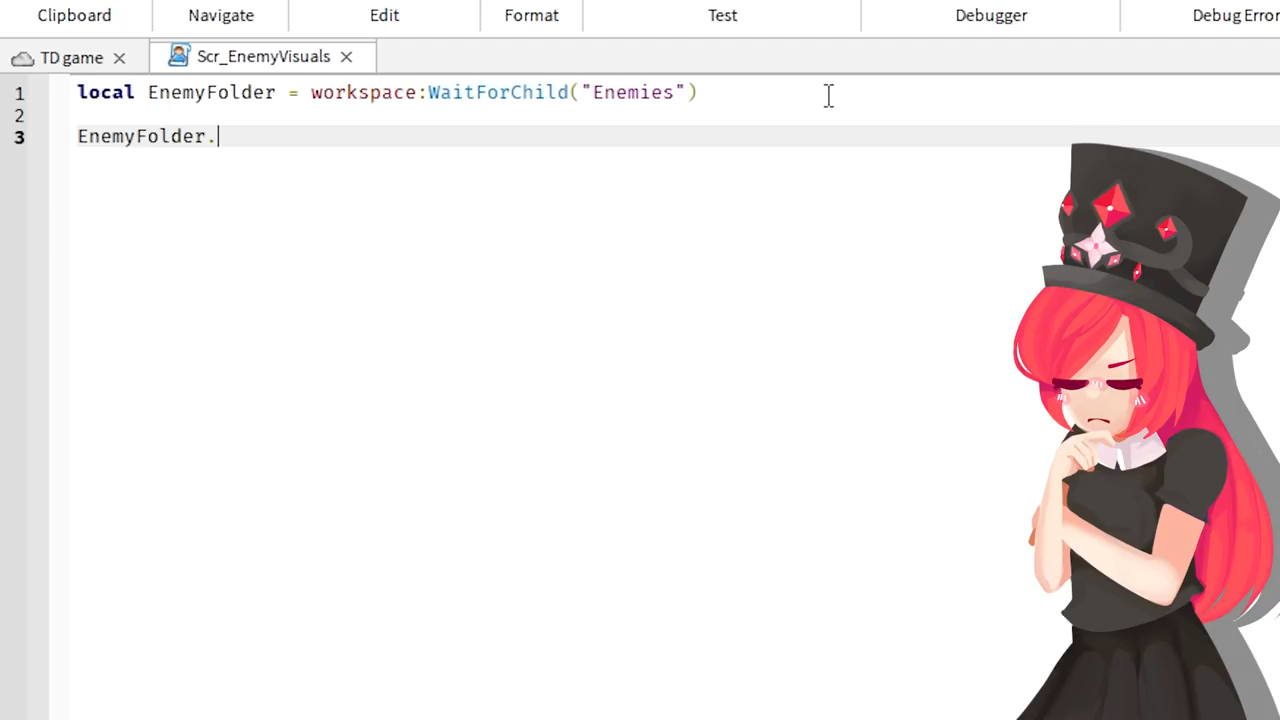 Clipboard Navigate Edit Format Test Debugger Debug Error
TD game Scr_EnemyVisuals
1 local EnemyFolder = workspace:WaitForChild("Enemies")
2
3 EnemyFolder.